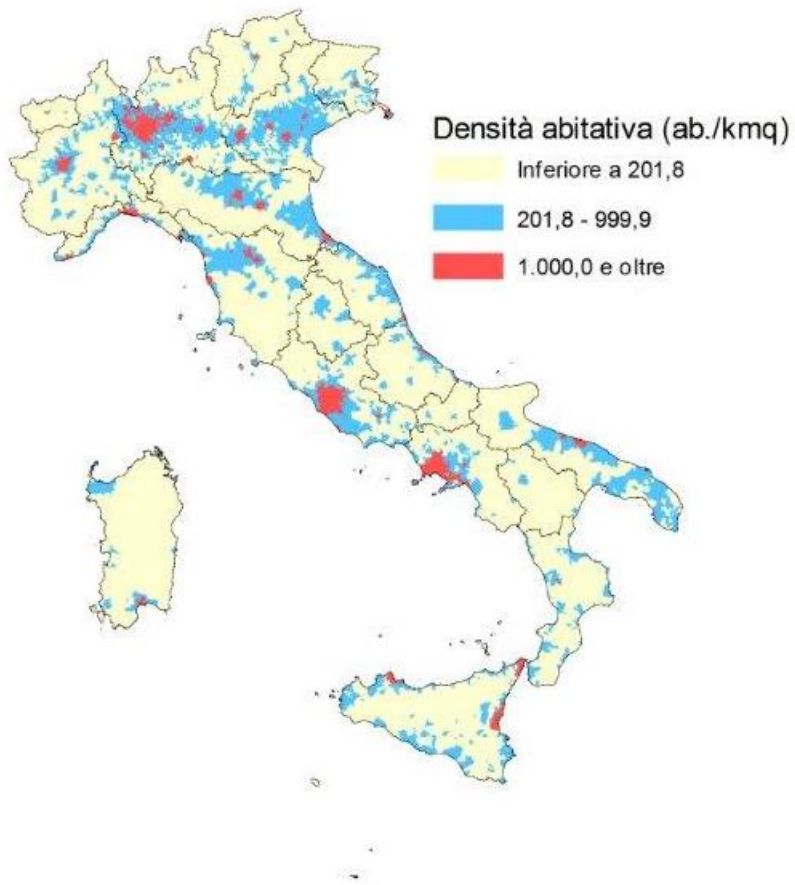 Densità abitativa (ab./kmq)
Inferiore a 201,8
201,8 - 999,9
1.000,0 e oltre